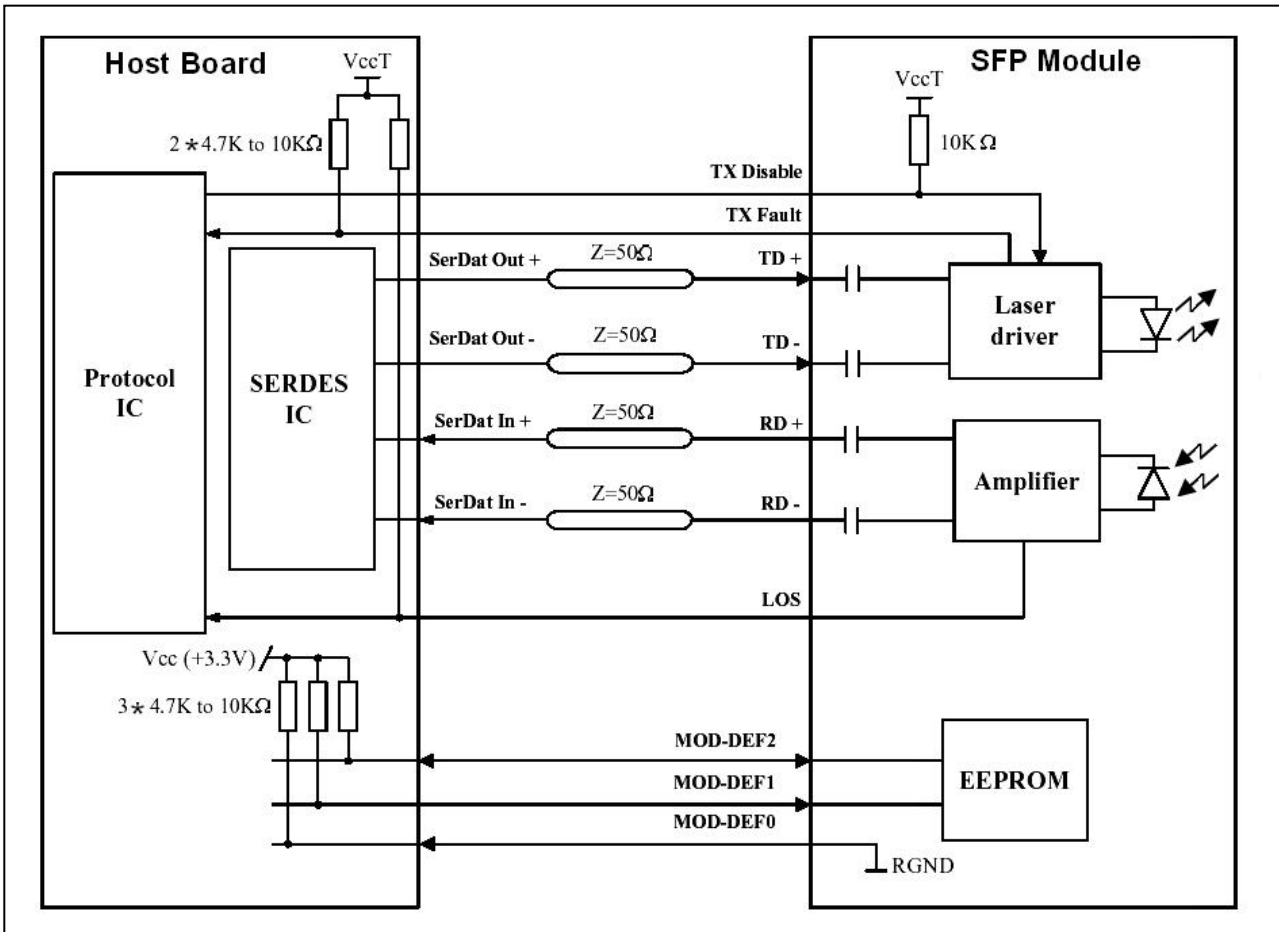 Host Board
SFP Module
VccT
VccT
2*4.7K to 10KΩ
10KΩ
TX Disable
TX Fault
Protocol
IC
SERDES
IC
SerDat Out +
Z=50Ω
TD +
SerDat Out -
Z=50Ω
TD -
Laser
driver
SerDat In +
Z=50Ω
RD +
SerDat In -
Z=50Ω
RD -
Amplifier
LOS
Vcc (+3.3V)
3*4.7K to 10KΩ
MOD-DEF2
MOD-DEF1
MOD-DEF0
EEPROM
RGND